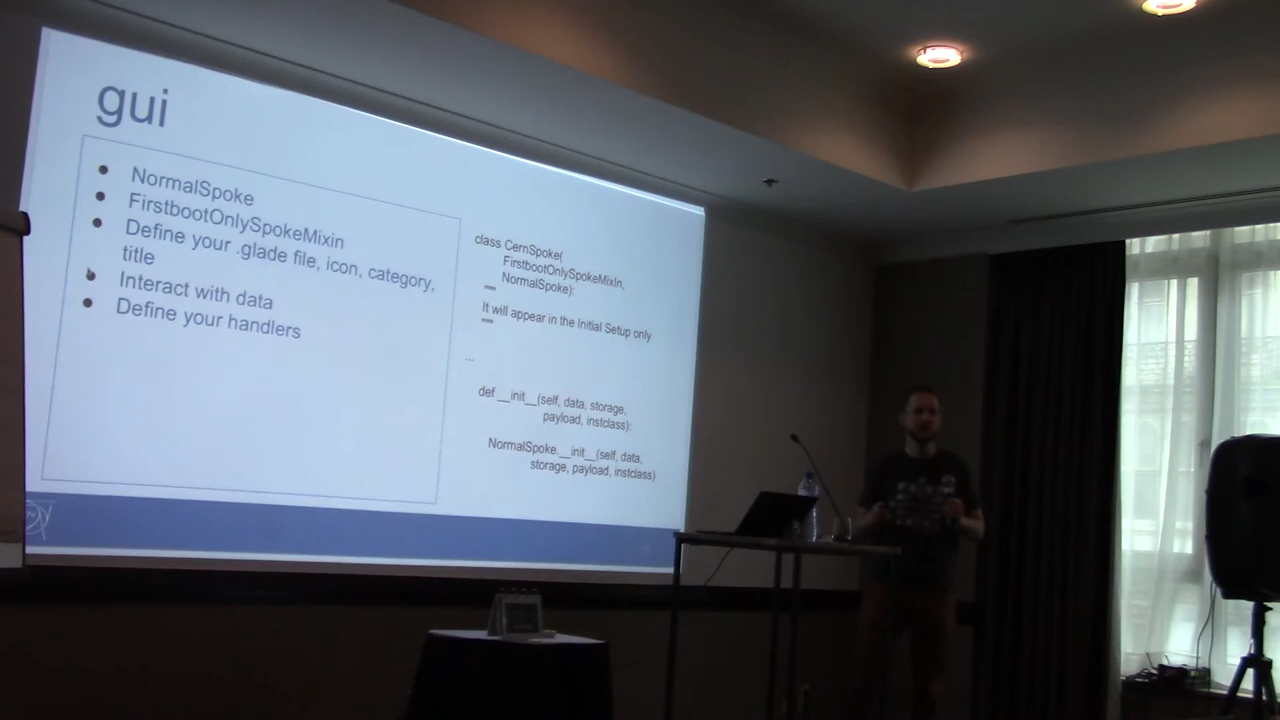 gui
NormalSpoke
FirstbootOnlySpokeMixin
Define your .glade file, icon, category,
title
Interact with data
Define your handlers
class CernSpoke(
FirstbootOnlySpokeMixIn,
NormalSpoke):
It will appear in the Initial Setup only
...
def __init__(self, data, storage,
payload, instclass):
NormalSpoke.__init__(self, data,
storage, payload, instclass)